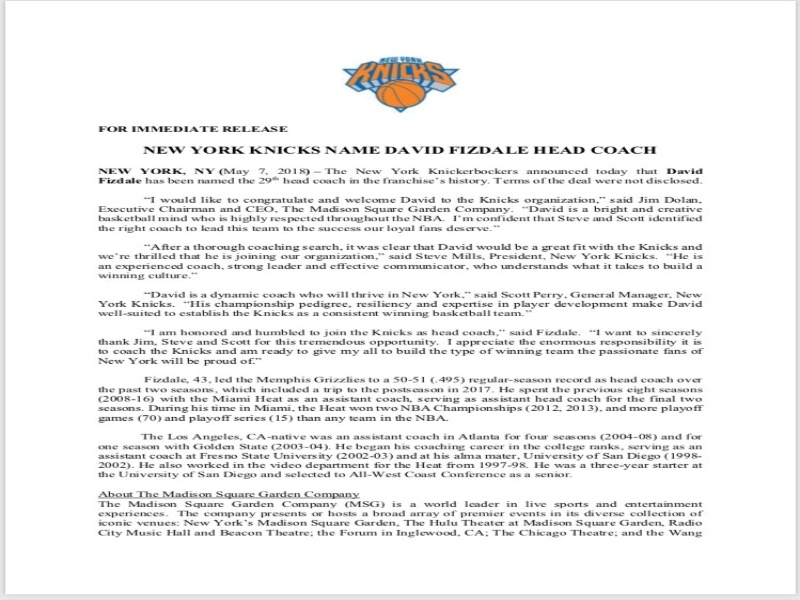 NEW YORK
KNICKS
FOR IMMEDIATE RELEASE
NEW YORK KNICKS NAME DAVID FIZDALE HEAD COACH
NEW YORK, NY (May 7, 2018) – The New York Knickerbockers announced today that David
Fizdale has been named the 29th head coach in the franchise's history. Terms of the deal were not disclosed.
"I would like to congratulate and welcome David to the Knicks organization," said Jim Dolan,
Executive Chairman and CEO, The Madison Square Garden Company. "David is a bright and creative
basketball mind who is highly respected throughout the NBA. I'm confident that Steve and Scott identified
the right coach to lead this team to the success our loyal fans deserve."
"After a thorough coaching search, it was clear that David would be a great fit with the Knicks and
we're thrilled that he is joining our organization," said Steve Mills, President, New York Knicks. "He is
an experienced coach, strong leader and effective communicator, who understands what it takes to build a
winning culture."
"David is a dynamic coach who will thrive in New York," said Scott Perry, General Manager, New
York Knicks. "His championship pedigree, resiliency and expertise in player development make David
well-suited to establish the Knicks as a consistent winning basketball team."
"I am honored and humbled to join the Knicks as head coach," said Fizdale. "I want to sincerely
thank Jim, Steve and Scott for this tremendous opportunity. I appreciate the enormous responsibility it is
to coach the Knicks and am ready to give my all to build the type of winning team the passionate fans of
New York will be proud of."
Fizdale, 43, led the Memphis Grizzlies to a 50-51 (.495) regular-season record as head coach over
the past two seasons, which included a trip to the postseason in 2017. He spent the previous eight seasons
(2008-16) with the Miami Heat as an assistant coach, serving as assistant head coach for the final two
seasons. During his time in Miami, the Heat won two NBA Championships (2012, 2013), and more playoff
games (70) and playoff series (15) than any team in the NBA.
The Los Angeles, CA-native was an assistant coach in Atlanta for four seasons (2004-08) and for
one season with Golden State (2003-04). He began his coaching career in the college ranks, serving as an
assistant coach at Fresno State University (2002-03) and at his alma mater, University of San Diego (1998-
2002). He also worked in the video department for the Heat from 1997-98. He was a three-year starter at
the University of San Diego and selected to All-West Coast Conference as a senior.
About The Madison Square Garden Company
The Madison Square Garden Company (MSG) is a world leader in live sports and entertainment
experiences. The company presents or hosts a broad array of premier events in its diverse collection of
iconic venues: New York's Madison Square Garden, The Hulu Theater at Madison Square Garden, Radio
City Music Hall and Beacon Theatre; the Forum in Inglewood, CA; The Chicago Theatre; and the Wang